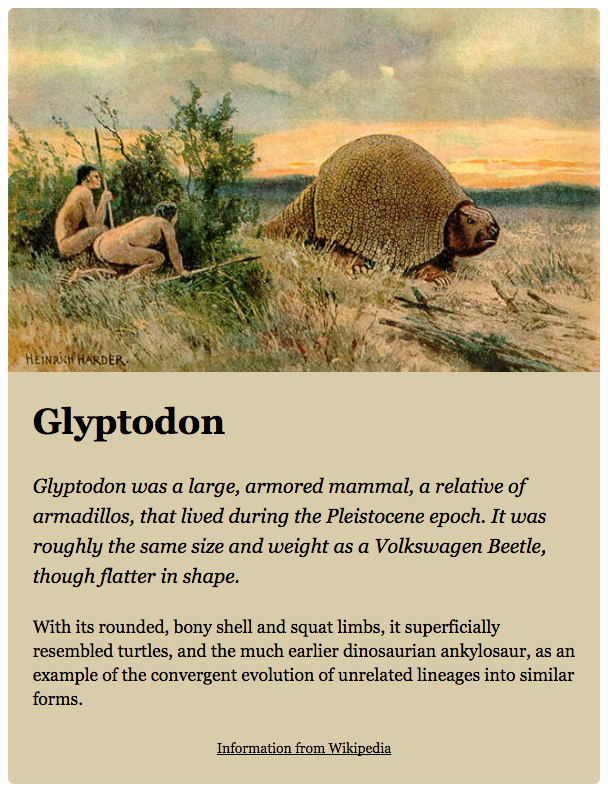 HEINRICH HARDER.
Glyptodon
Glyptodon was a large, armored mammal, a relative of
armadillos, that lived during the Pleistocene epoch. It was
roughly the same size and weight as a Volkswagen Beetle,
though flatter in shape.
With its rounded, bony shell and squat limbs, it superficially
resembled turtles, and the much earlier dinosaurian ankylosaur, as an
example of the convergent evolution of unrelated lineages into similar
forms.
Information from Wikipedia